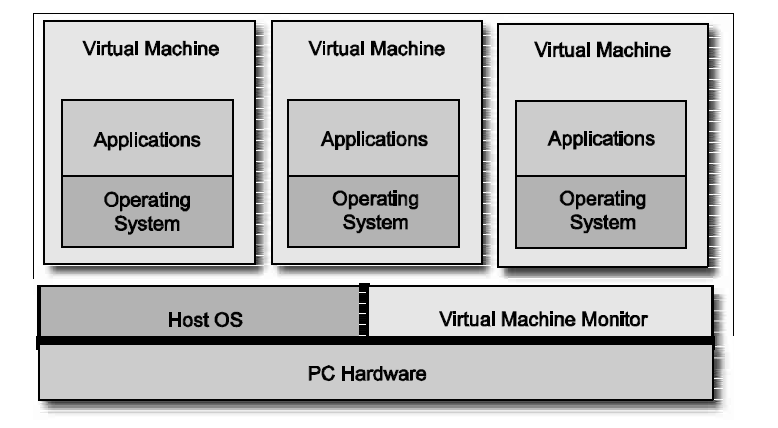 Virtual Machine
Virtual Machine
Virtual Machine
Applications
Applications
Applications
Operating
System
Operating
System
Operating
System
Host OS
Virtual Machine Monitor
PC Hardware